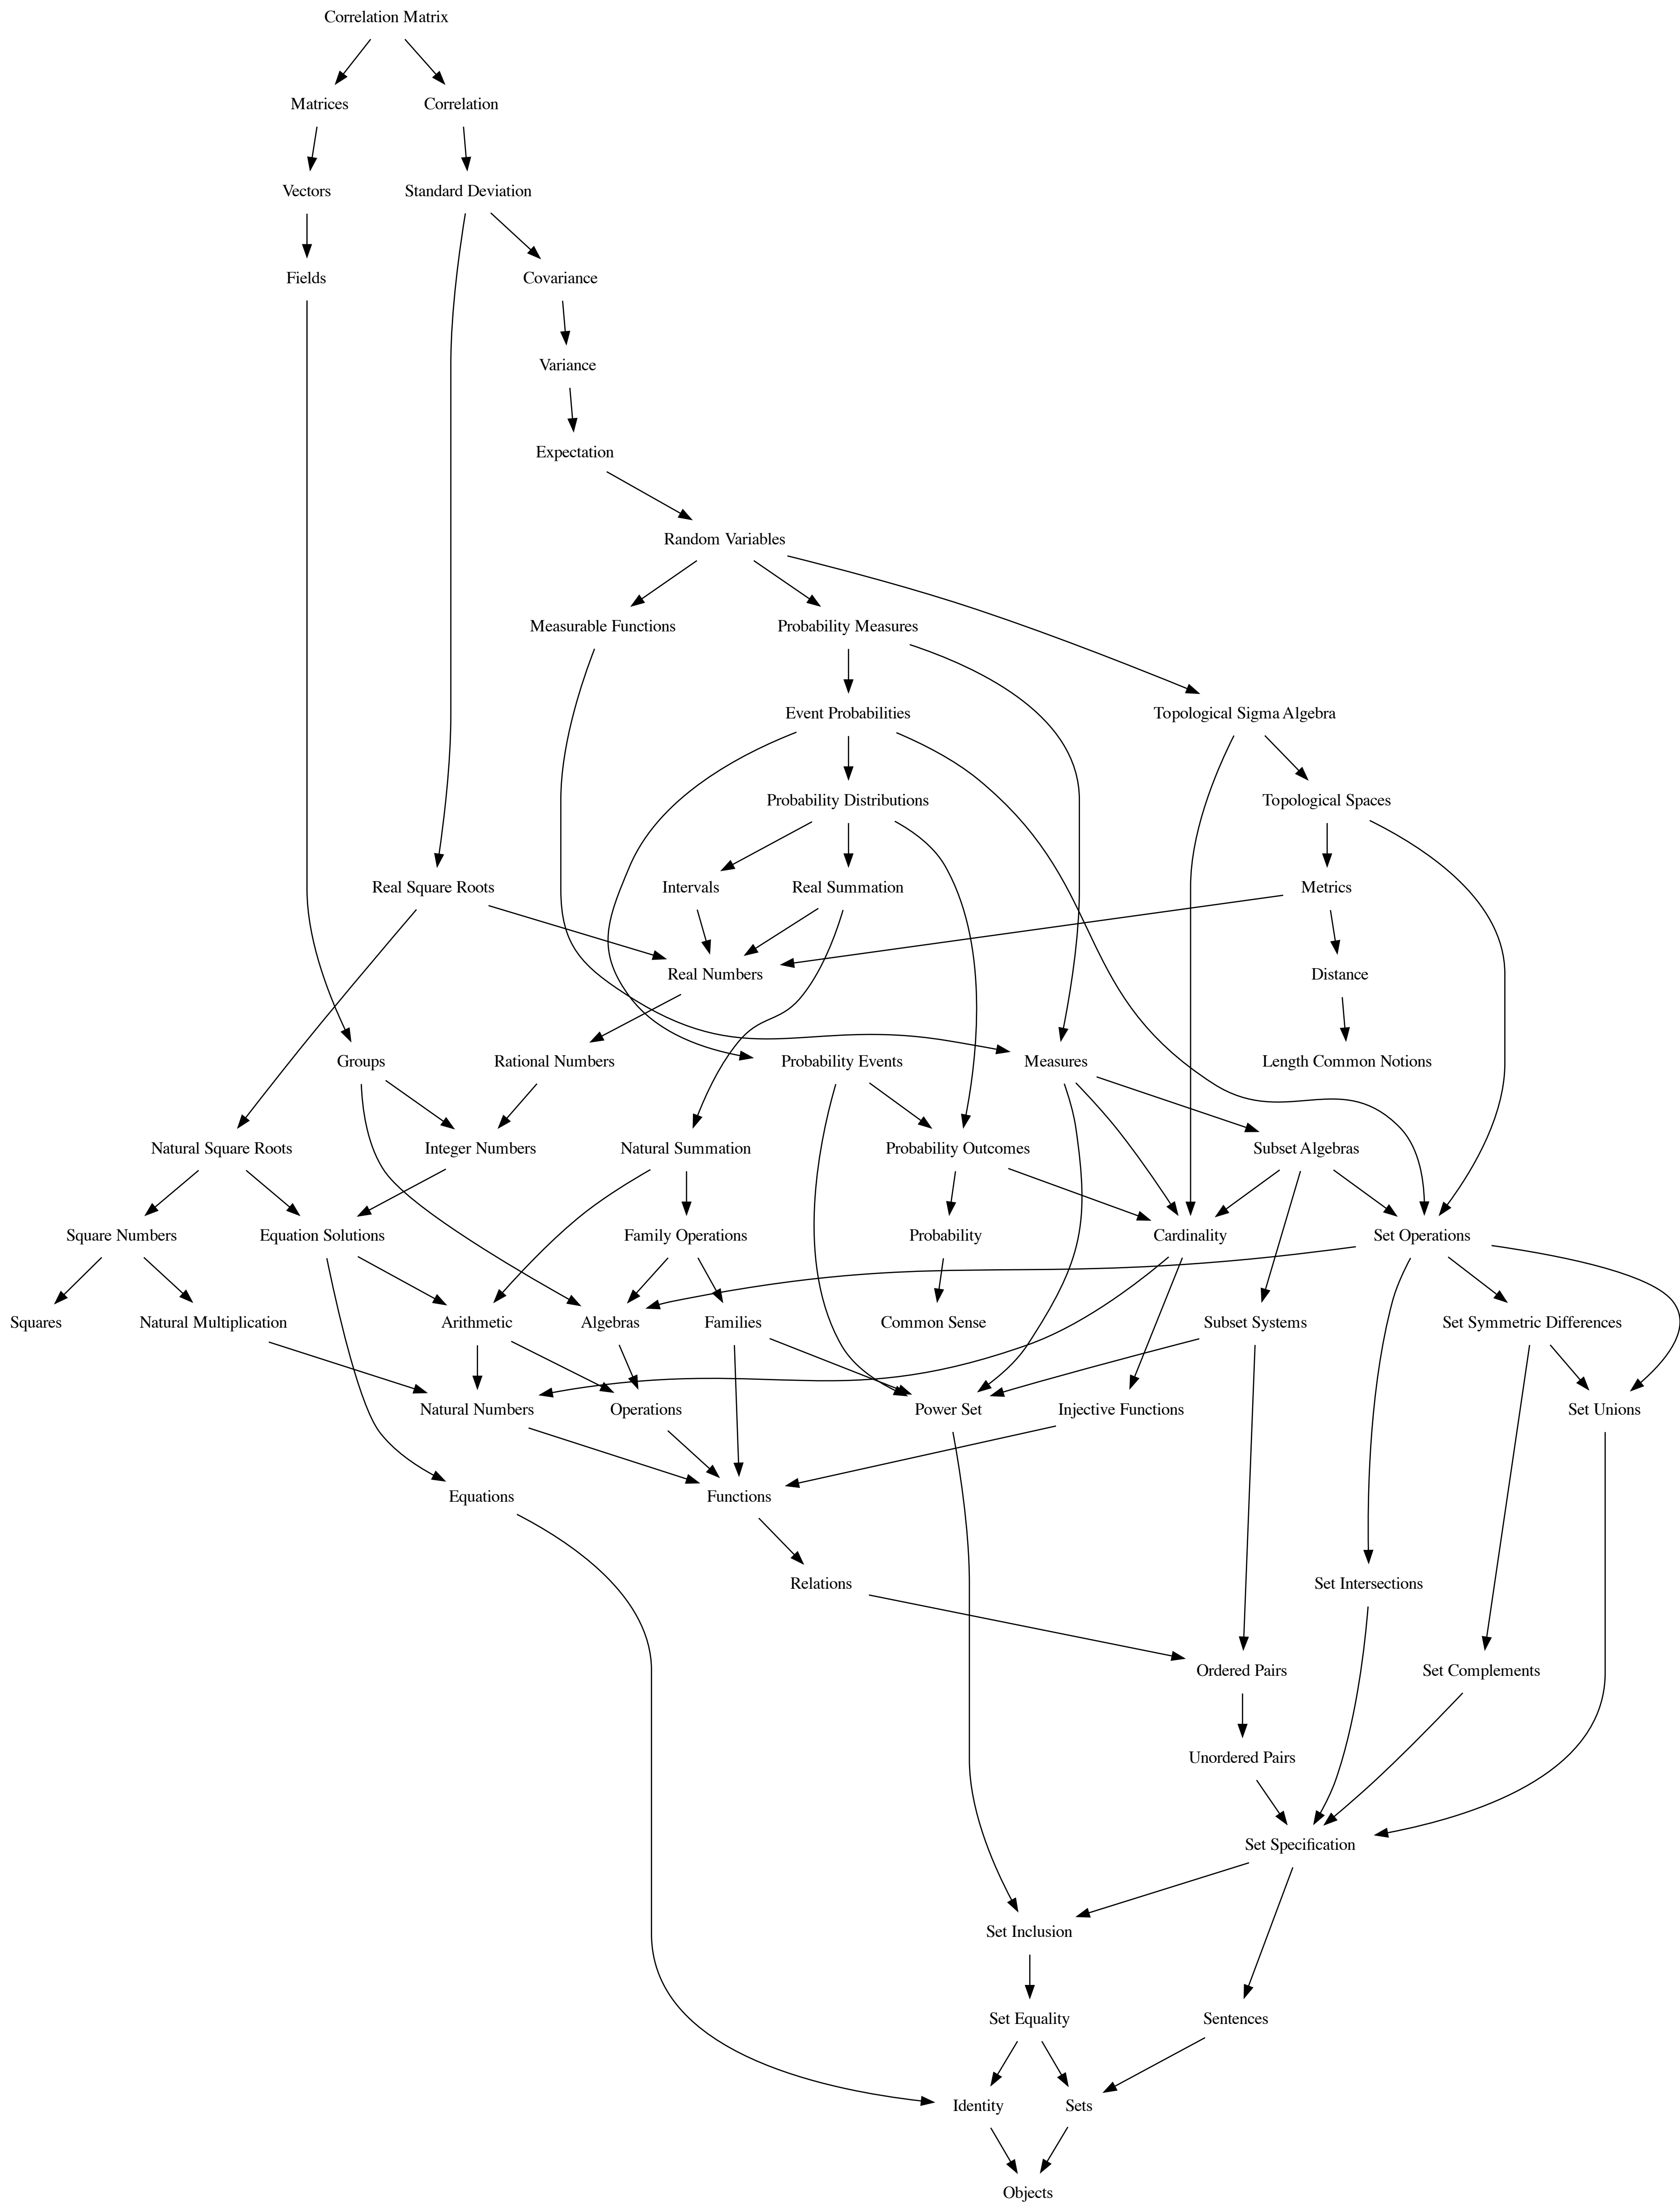 Correlation Matrix
Matrices
Correlation
Vectors
Standard Deviation
Fields
Covariance
Variance
Expectation
Random Variables
Measurable Functions
Probability Measures
Event Probabilities
Topological Sigma Algebra
Probability Distributions
Topological Spaces
Real Square Roots
Intervals
Real Summation
Metrics
Real Numbers
Distance
Groups
Rational Numbers
Probability Events
Measures
Length Common Notions
Natural Square Roots
Integer Numbers
Natural Summation
Probability Outcomes
Subset Algebras
Square Numbers
Equation Solutions
Family Operations
Probability
Cardinality
Set Operations
Squares
Natural Multiplication
Arithmetic
Algebras
Families
Common Sense
Subset Systems
Set Symmetric Differences
Natural Numbers
Operations
Power Set
Injective Functions
Set Unions
Equations
Functions
Relations
Set Intersections
Ordered Pairs
Set Complements
Unordered Pairs
Set Specification
Set Inclusion
Set Equality
Sentences
Identity
Sets
Objects